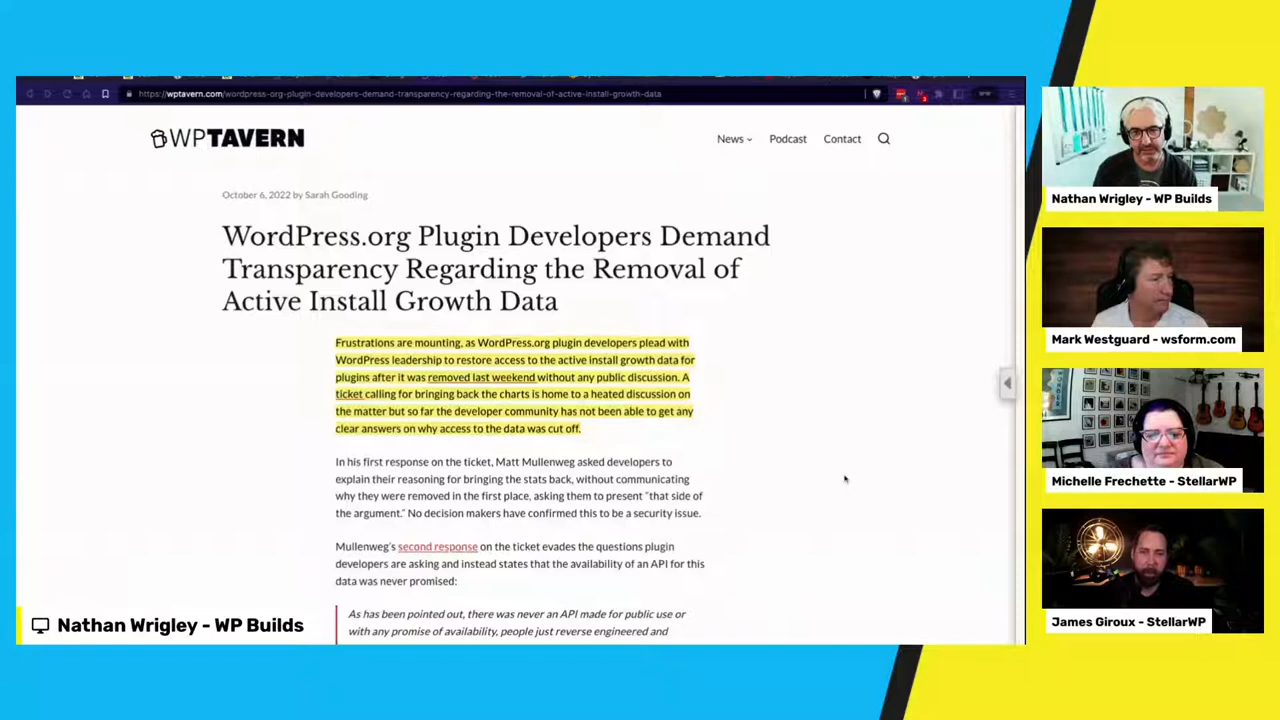 https://wptavern.com/wordpress-org-plugin-developers-demand-transparency-regarding-the-removal-of-active-install-growth-data
WPTAVERN
News
Podcast
Contact
October 6, 2022 by Sarah Gooding
WordPress.org Plugin Developers Demand
Transparency Regarding the Removal of
Active Install Growth Data
Frustrations are mounting, as WordPress.org plugin developers plead with
WordPress leadership to restore access to the active install growth data for
plugins after it was removed last weekend without any public discussion. A
ticket calling for bringing back the charts is home to a heated discussion on
the matter but so far the developer community has not been able to get any
clear answers on why access to the data was cut off.
In his first response on the ticket, Matt Mullenweg asked developers to
explain their reasoning for bringing the stats back, without communicating
why they were removed in the first place, asking them to present “that side of
the argument.” No decision makers have confirmed this to be a security issue.
Mullenweg’s second response on the ticket evades the questions plugin
developers are asking and instead states that the availability of an API for this
data was never promised:
As has been pointed out, there was never an API made for public use or
with any promise of availability, people just reverse engineered and
Nathan Wrigley - WP Builds
Nathan Wrigley - WP Builds
Mark Westguard - wsform.com
Michelle Frechette - StellarWP
James Giroux - StellarWP